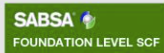 SABSA
FOUNDATION LEVEL SCF